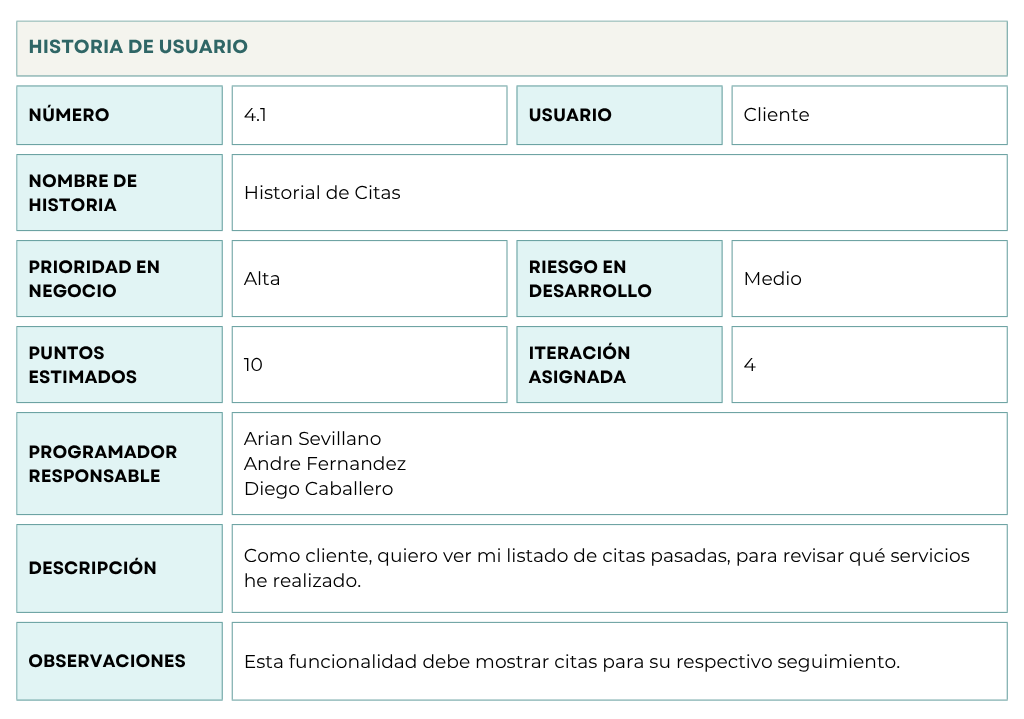 HISTORIA DE USUARIO
NÚMERO
4.1
USUARIO
Cliente
NOMBRE DE
HISTORIA
Historial de Citas
PRIORIDAD EN
NEGOCIO
Alta
RIESGO EN
DESARROLLO
Medio
PUNTOS
ESTIMADOS
10
ITERACIÓN
ASIGNADA
4
PROGRAMADOR
RESPONSABLE
Arian Sevillano
Andre Fernandez
Diego Caballero
DESCRIPCIÓN
Como cliente, quiero ver mi listado de citas pasadas, para revisar qué servicios
he realizado.
OBSERVACIONES
Esta funcionalidad debe mostrar citas para su respectivo seguimiento.